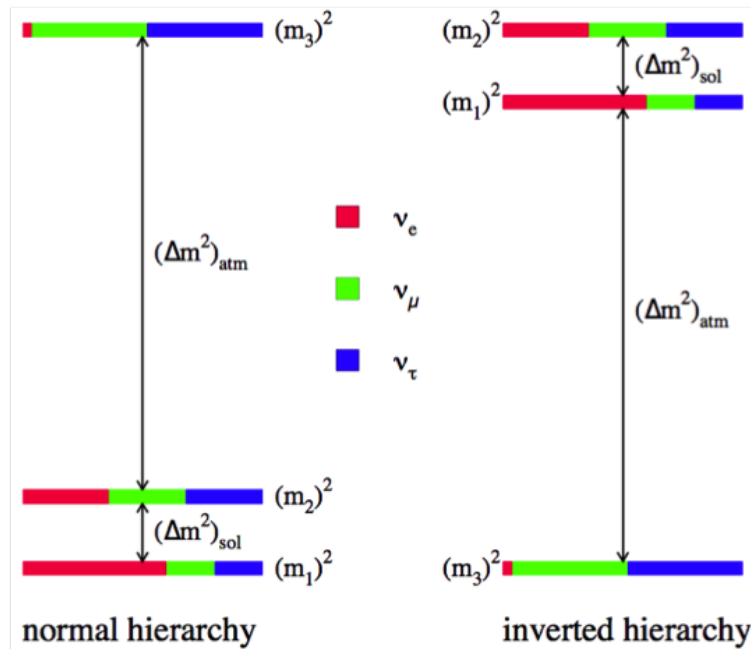 (m₃)²
(Δm²)atm
(m₂)²
(Δm²)sol
(m₁)²
normal hierarchy
νe
νμ
ντ
(m₂)²
(Δm²)sol
(m₁)²
(Δm²)atm
(m₃)²
inverted hierarchy